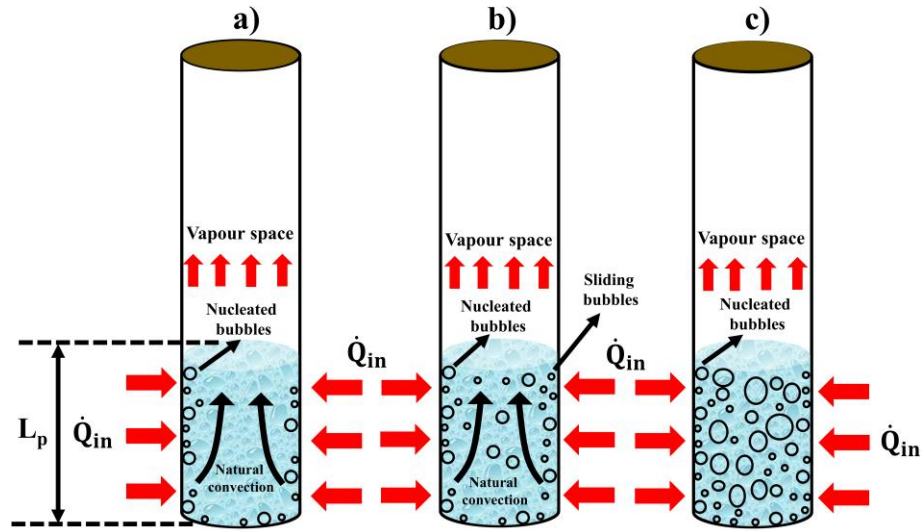 a)
b)
c)
Vapour space
Vapour space
Vapour space
Sliding
bubbles
Nucleated
bubbles
Nucleated
bubbles
Nucleated
bubbles
Q̇in
Q̇in
Lp
Q̇in
Q̇in
Natural
convection
Natural
convection